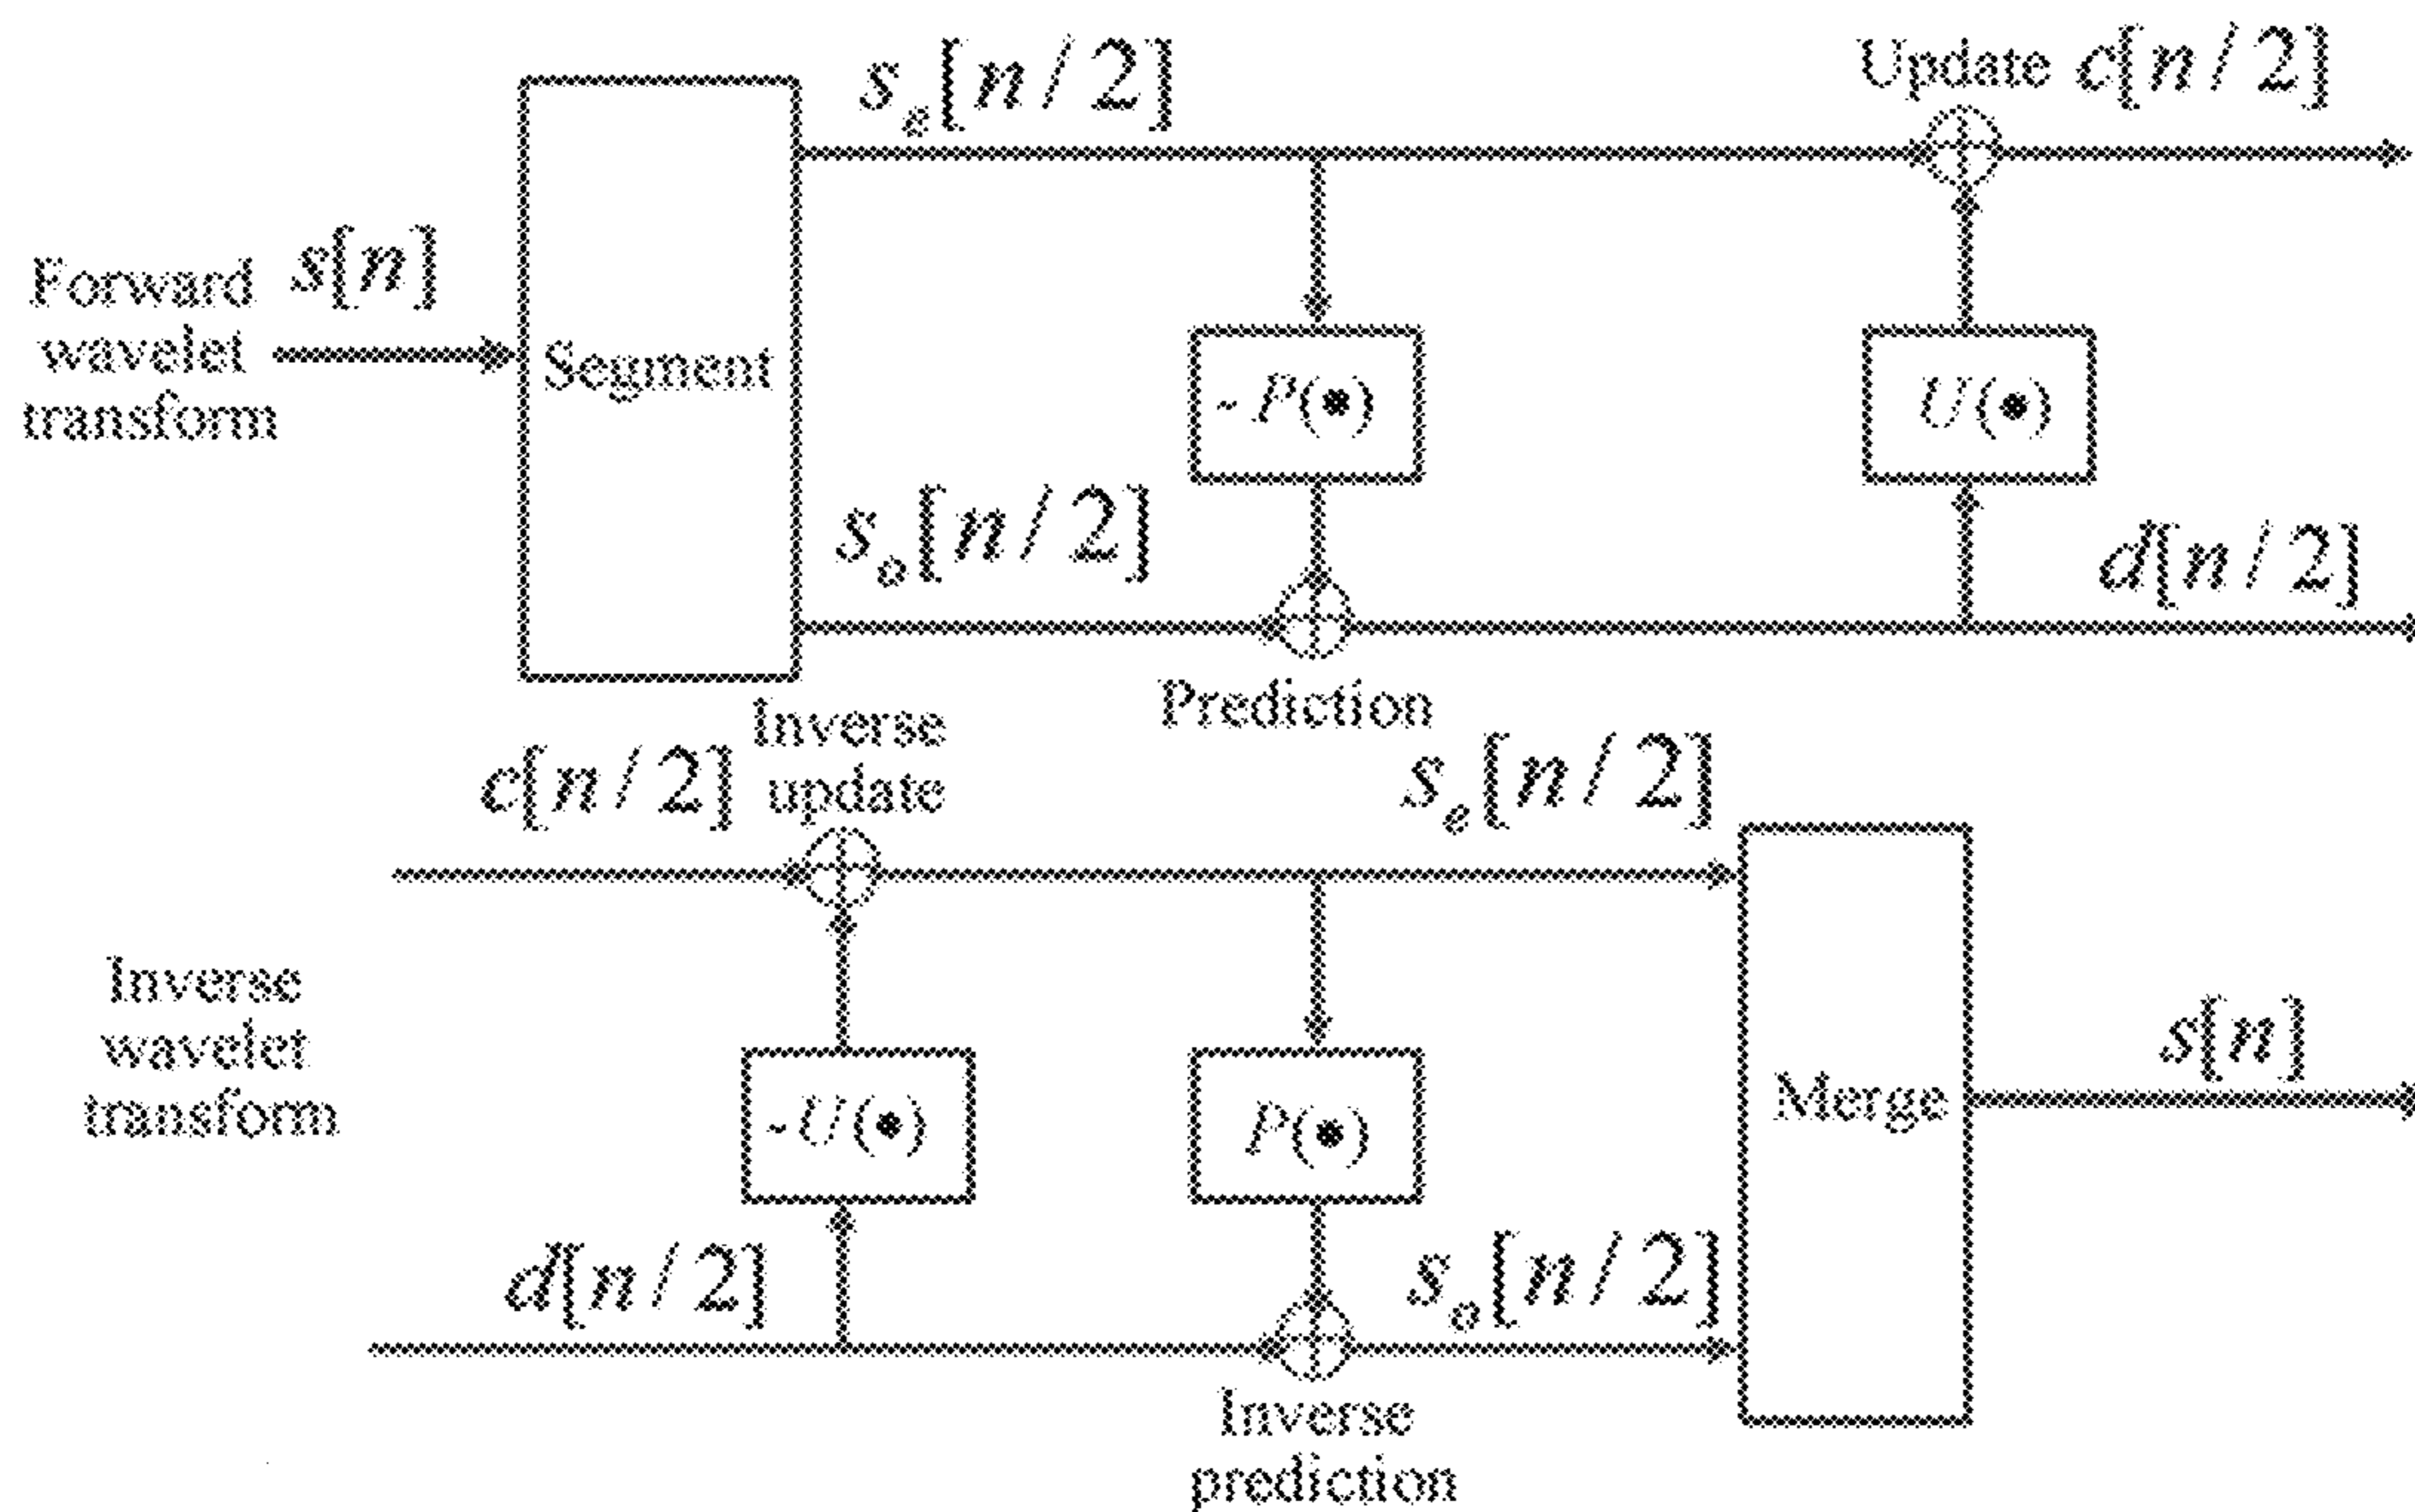 s_e[n/2]
Update c[n/2]
Forward
wavelet
transform
s[n]
Segment
-P(•)
U(•)
s_o[n/2]
d[n/2]
Prediction
Inverse
update
c[n/2]
s_e[n/2]
Inverse
wavelet
transform
-U(•)
P(•)
Merge
s[n]
d[n/2]
s_o[n/2]
Inverse
prediction